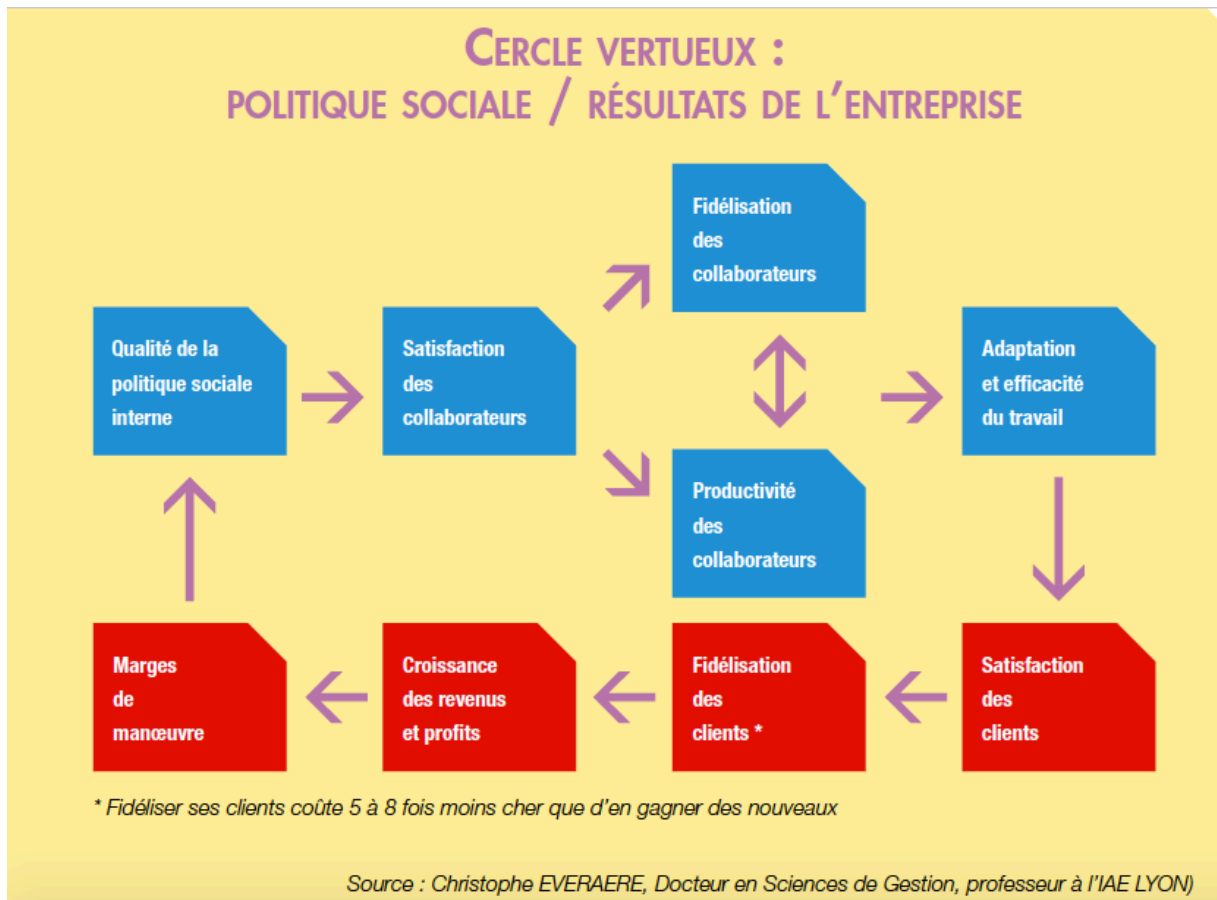 CERCLE VERTUEUX :
POLITIQUE SOCIALE / RÉSULTATS DE L'ENTREPRISE
Fidélisation
des
collaborateurs
Qualité de la
politique sociale
interne
Satisfaction
des
collaborateurs
Adaptation
et efficacité
du travail
Productivité
des
collaborateurs
Marges
de
manœuvre
Croissance
des revenus
et profits
Fidélisation
des
clients *
Satisfaction
des
clients
* Fidéliser ses clients coûte 5 à 8 fois moins cher que d'en gagner des nouveaux
Source : Christophe EVERAERE, Docteur en Sciences de Gestion, professeur à l'IAE LYON)